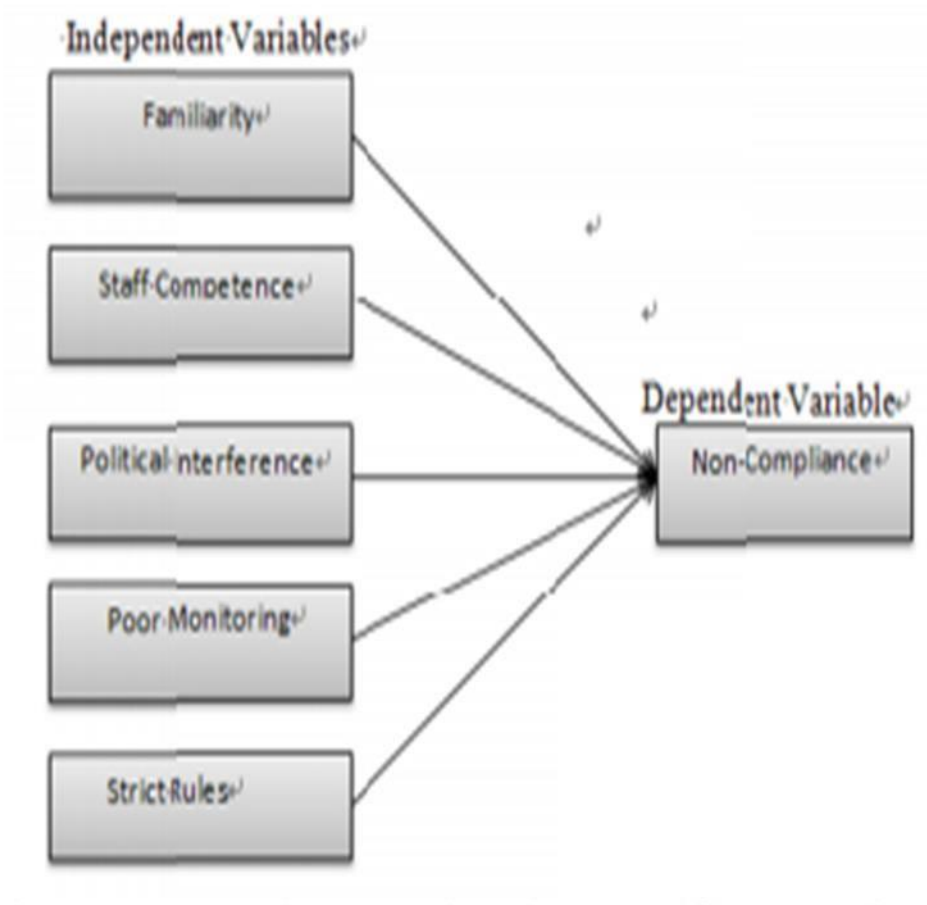 Independent Variables
Familiarity
Staff Competence
Political Interference
Poor Monitoring
Strict Rules
Dependent Variable
Non-Compliance